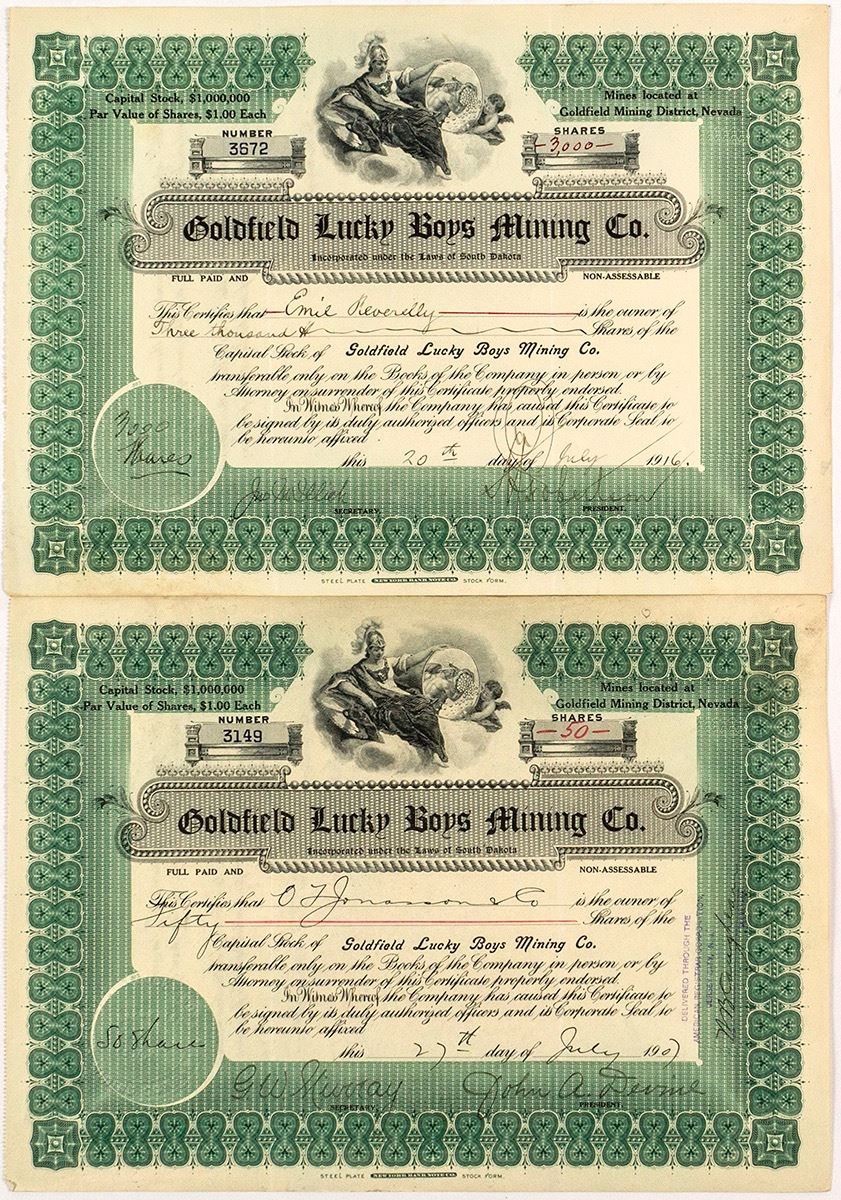 Capital Stock, $1,000,000
Par Value of Shares, $1.00 Each
Mines located at
Goldfield Mining District, Nevada
NUMBER
3672
SHARES
-3,000-
Goldfield Lucky Boys Mining Co.
Incorporated under the Laws of South Dakota
FULL PAID AND
NON-ASSESSABLE
This Certifies that Emil Reverelly is the owner of
Three thousand Shares of the
Capital Stock of Goldfield Lucky Boys Mining Co.
transferable only on the Books of the Company in person or by
Attorney on surrender of this Certificate properly endorsed.
In Witness Whereof, the Company has caused this Certificate to
be signed by its duly authorized officers and its Corporate Seal to
be hereunto affixed
this 20th day of July 1916.
3000
Shares
SECRETARY.
PRESIDENT.
STEEL PLATE NEW YORK BANK NOTE CO. STOCK FORM.
Capital Stock, $1,000,000
Par Value of Shares, $1.00 Each
Mines located at
Goldfield Mining District, Nevada
NUMBER
3149
SHARES
-50-
Goldfield Lucky Boys Mining Co.
Incorporated under the Laws of South Dakota
FULL PAID AND
NON-ASSESSABLE
This Certifies that O F Jonasson & Co is the owner of
Fifty Shares of the
Capital Stock of Goldfield Lucky Boys Mining Co.
transferable only on the Books of the Company in person or by
Attorney on surrender of this Certificate properly endorsed.
In Witness Whereof, the Company has caused this Certificate to
be signed by its duly authorized officers and its Corporate Seal to
be hereunto affixed
this 27th day of July 1907
50 Share
G W Murray
SECRETARY.
John A. Devine
PRESIDENT.
DELIVERED THROUGH THE
AMERICAN REGISTRATION
STEEL PLATE NEW YORK BANK NOTE CO. STOCK FORM.